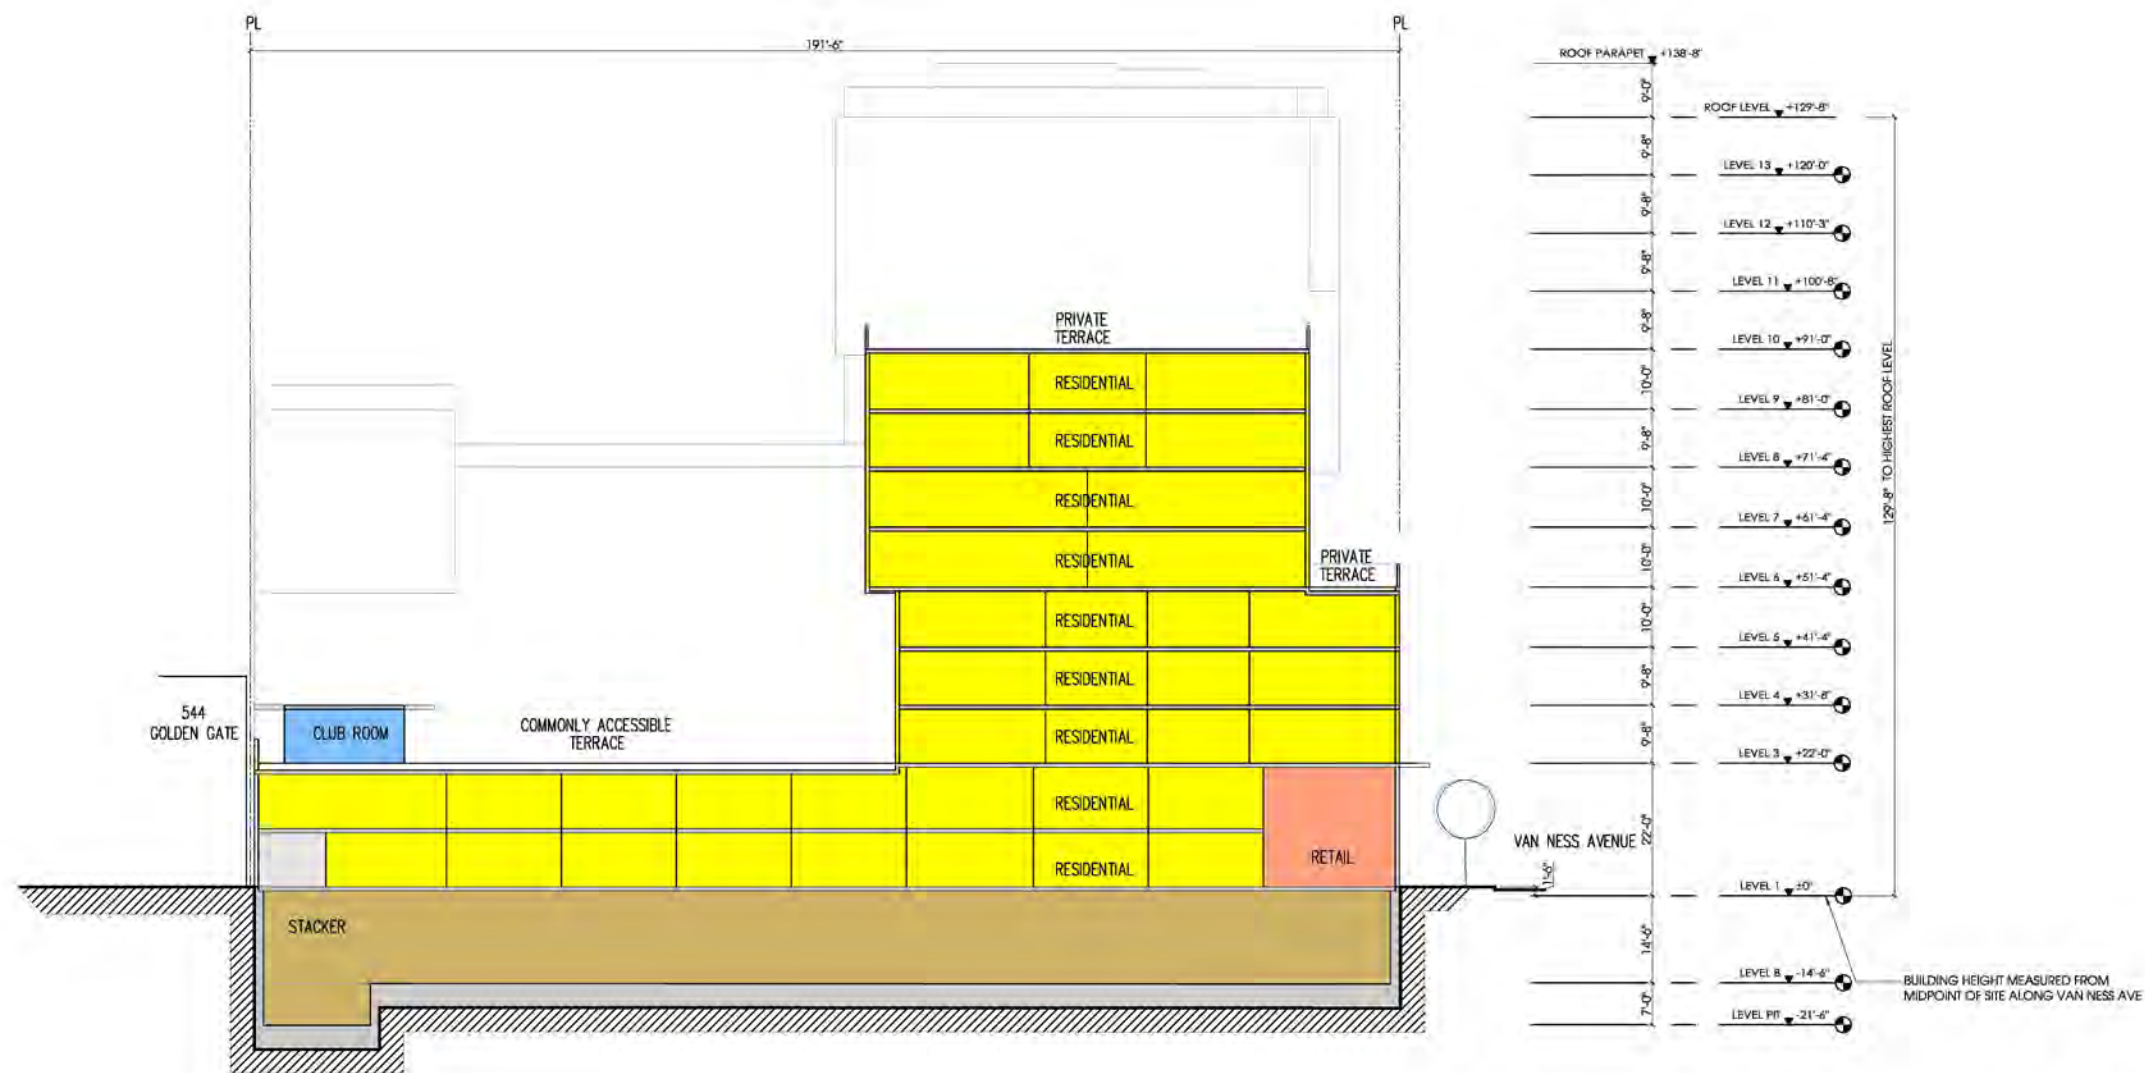 PL
PL
191'-6"
ROOF PARAPET +138'-8"
9'-0"
ROOF LEVEL +129'-8"
9'-8"
LEVEL 13 +120'-0"
9'-8"
LEVEL 12 +110'-3"
9'-8"
LEVEL 11 +100'-8"
9'-8"
LEVEL 10 +91'-0"
10'-0"
LEVEL 9 +81'-0"
9'-8"
LEVEL 8 +71'-4"
10'-0"
LEVEL 7 +61'-4"
10'-0"
LEVEL 6 +51'-4"
10'-0"
LEVEL 5 +41'-4"
9'-8"
LEVEL 4 +31'-8"
9'-8"
LEVEL 3 +22'-0"
22'-0"
1'-6"
LEVEL 1 ±0"
14'-6"
LEVEL B -14'-6"
7'-0"
LEVEL PIT -21'-6"
129'-8" TO HIGHEST ROOF LEVEL
BUILDING HEIGHT MEASURED FROM
MIDPOINT OF SITE ALONG VAN NESS AVE
PRIVATE
TERRACE
RESIDENTIAL
RESIDENTIAL
RESIDENTIAL
RESIDENTIAL
PRIVATE
TERRACE
RESIDENTIAL
RESIDENTIAL
RESIDENTIAL
544
GOLDEN GATE
CLUB ROOM
COMMONLY ACCESSIBLE
TERRACE
RESIDENTIAL
RESIDENTIAL
RETAIL
VAN NESS AVENUE
STACKER